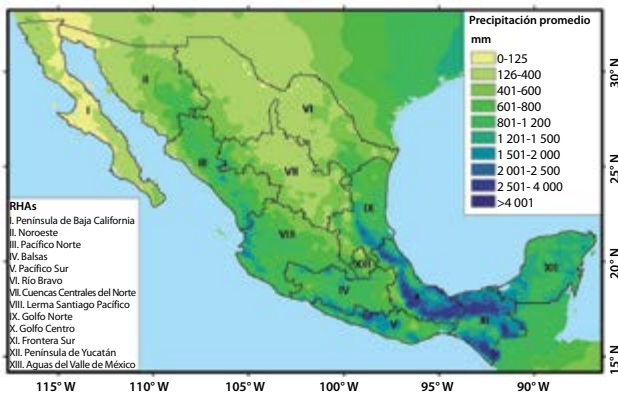 Precipitación promedio
mm
0-125
126-400
401-600
601-800
801-1 200
1 201-1 500
1 501-2 000
2 001-2 500
2 501- 4 000
>4 001
30° N
25° N
20° N
15° N
I
II
III
VI
VII
VIII
IX
XIII
IV
V
X
XI
XII
RHAs
I. Península de Baja California
II. Noroeste
III. Pacífico Norte
IV. Balsas
V. Pacífico Sur
VI. Río Bravo
VII. Cuencas Centrales del Norte
VIII. Lerma Santiago Pacífico
IX. Golfo Norte
X. Golfo Centro
XI. Frontera Sur
XII. Península de Yucatán
XIII. Aguas del Valle de México
115° W 110° W 105° W 100° W 95° W 90° W